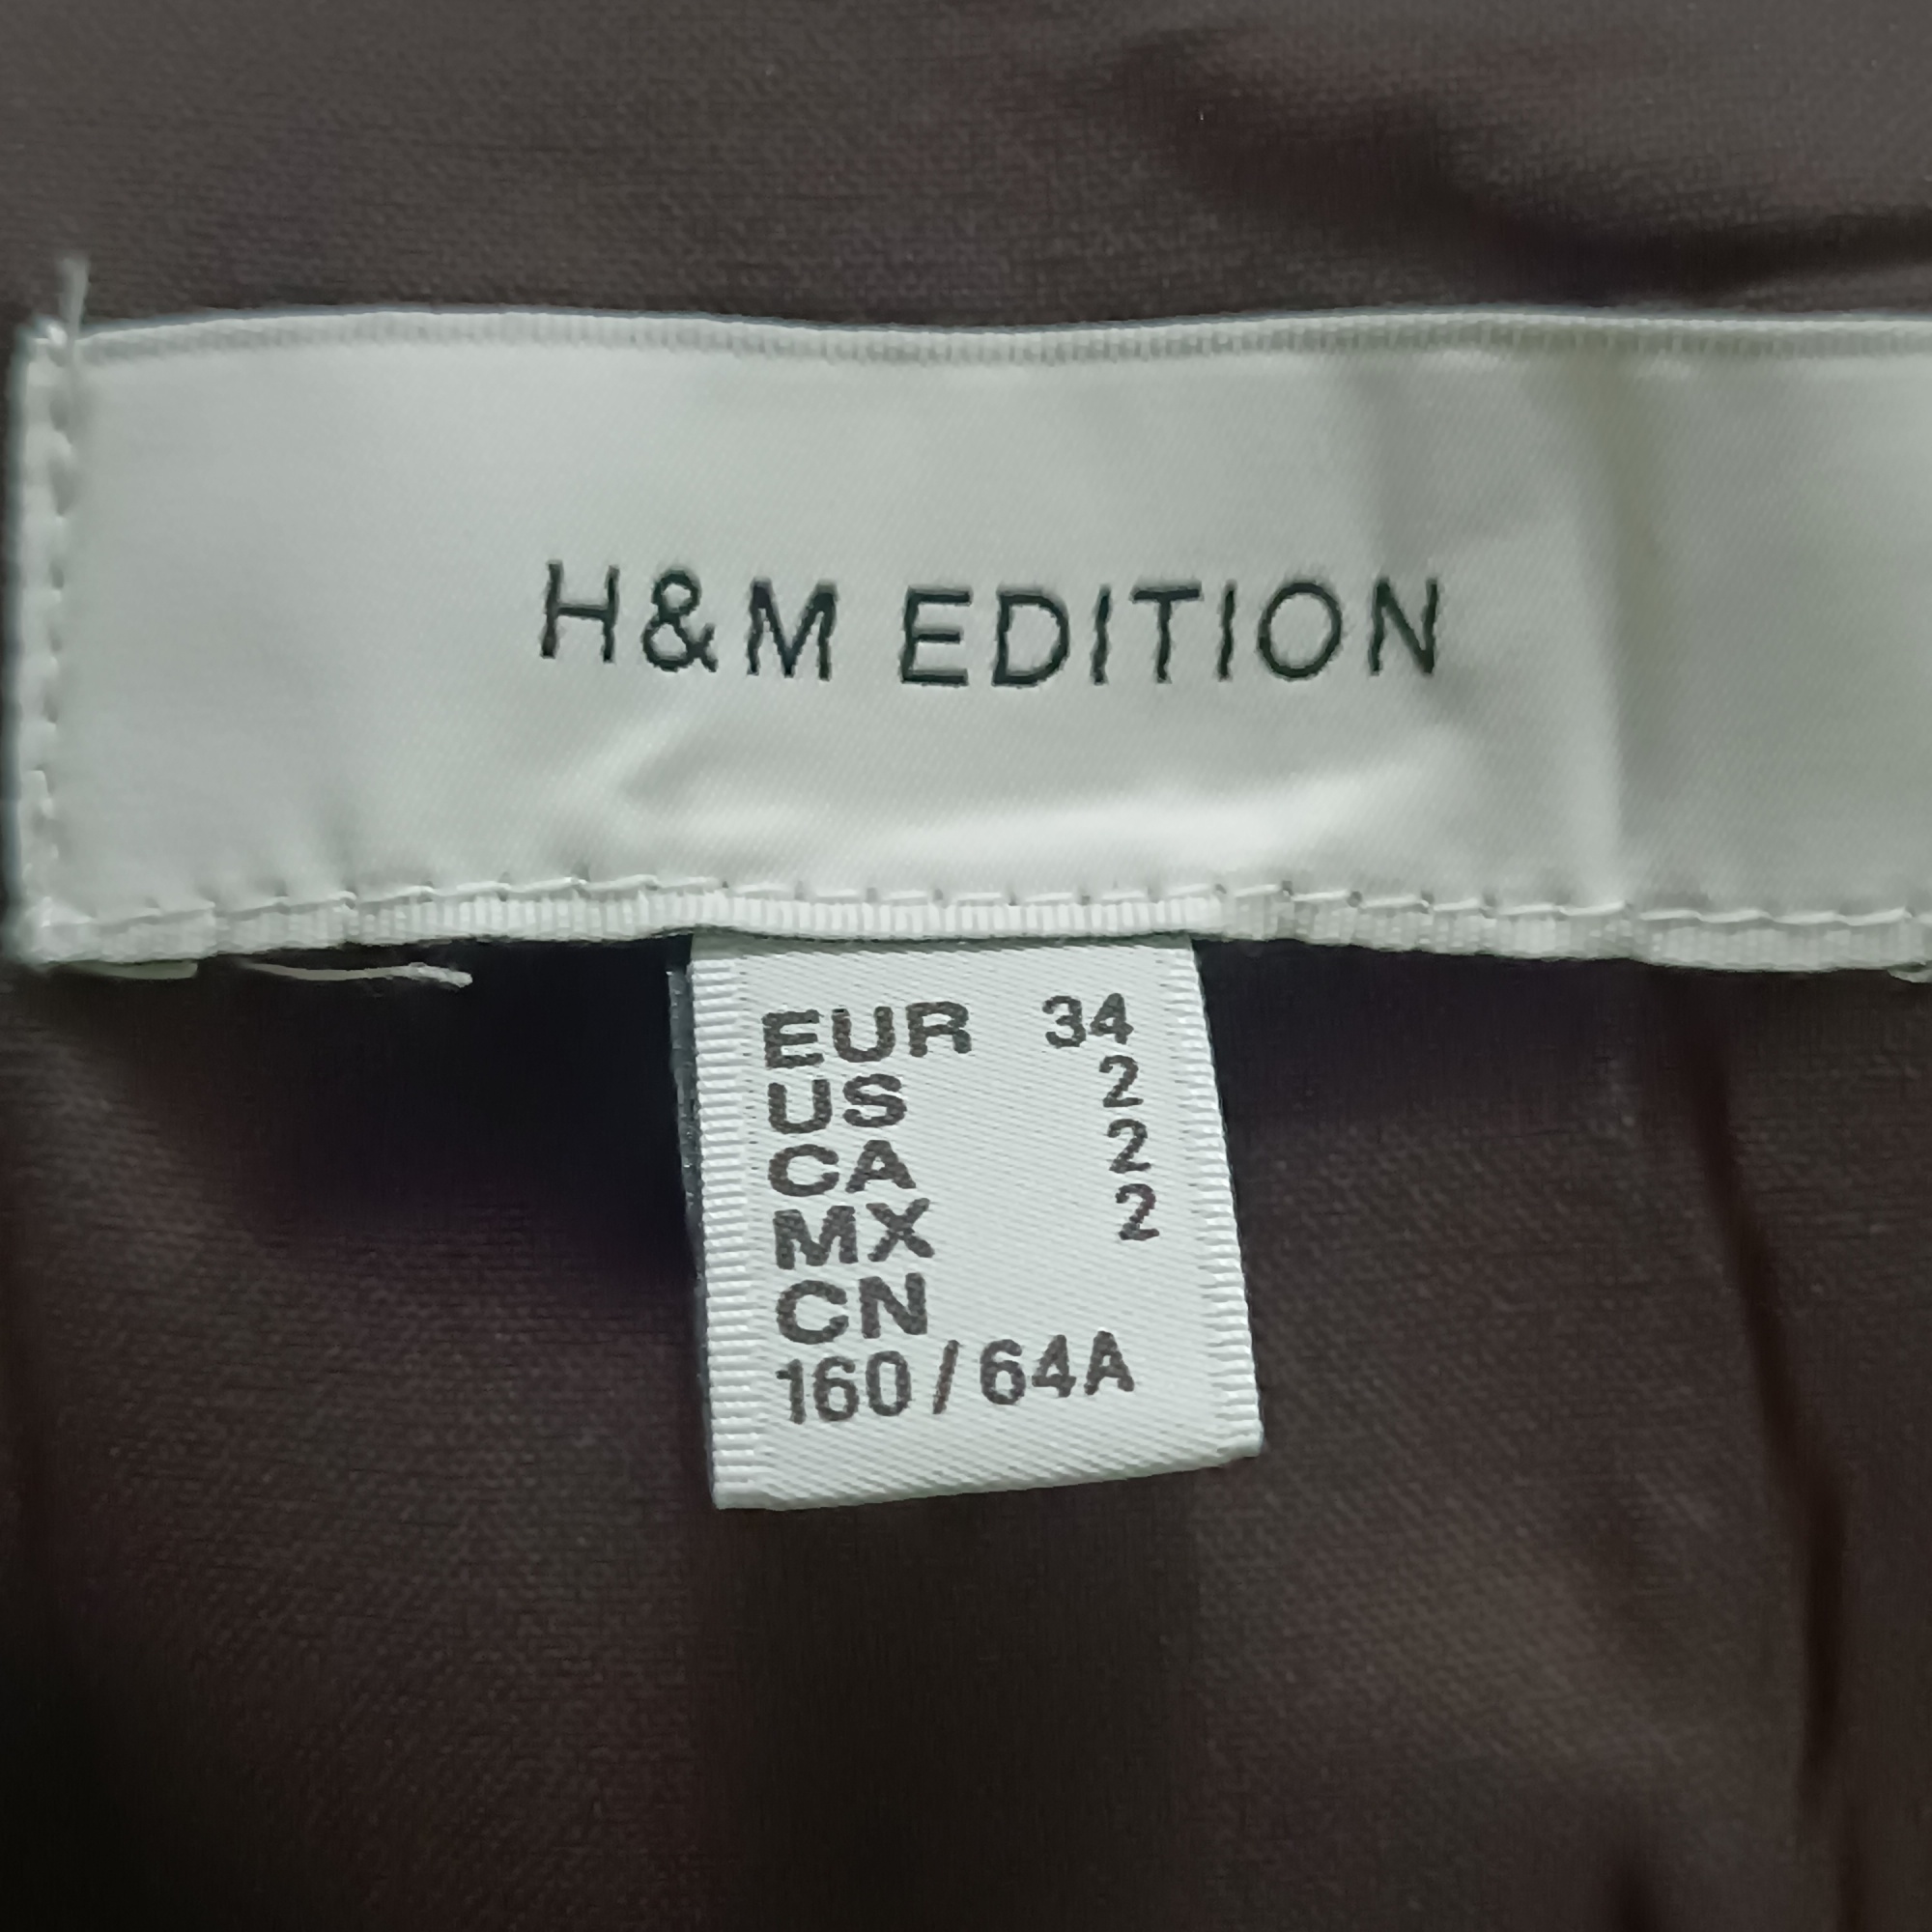 H&M EDITION
EUR 34
US 2
CA 2
MX 2
CN
160/64A